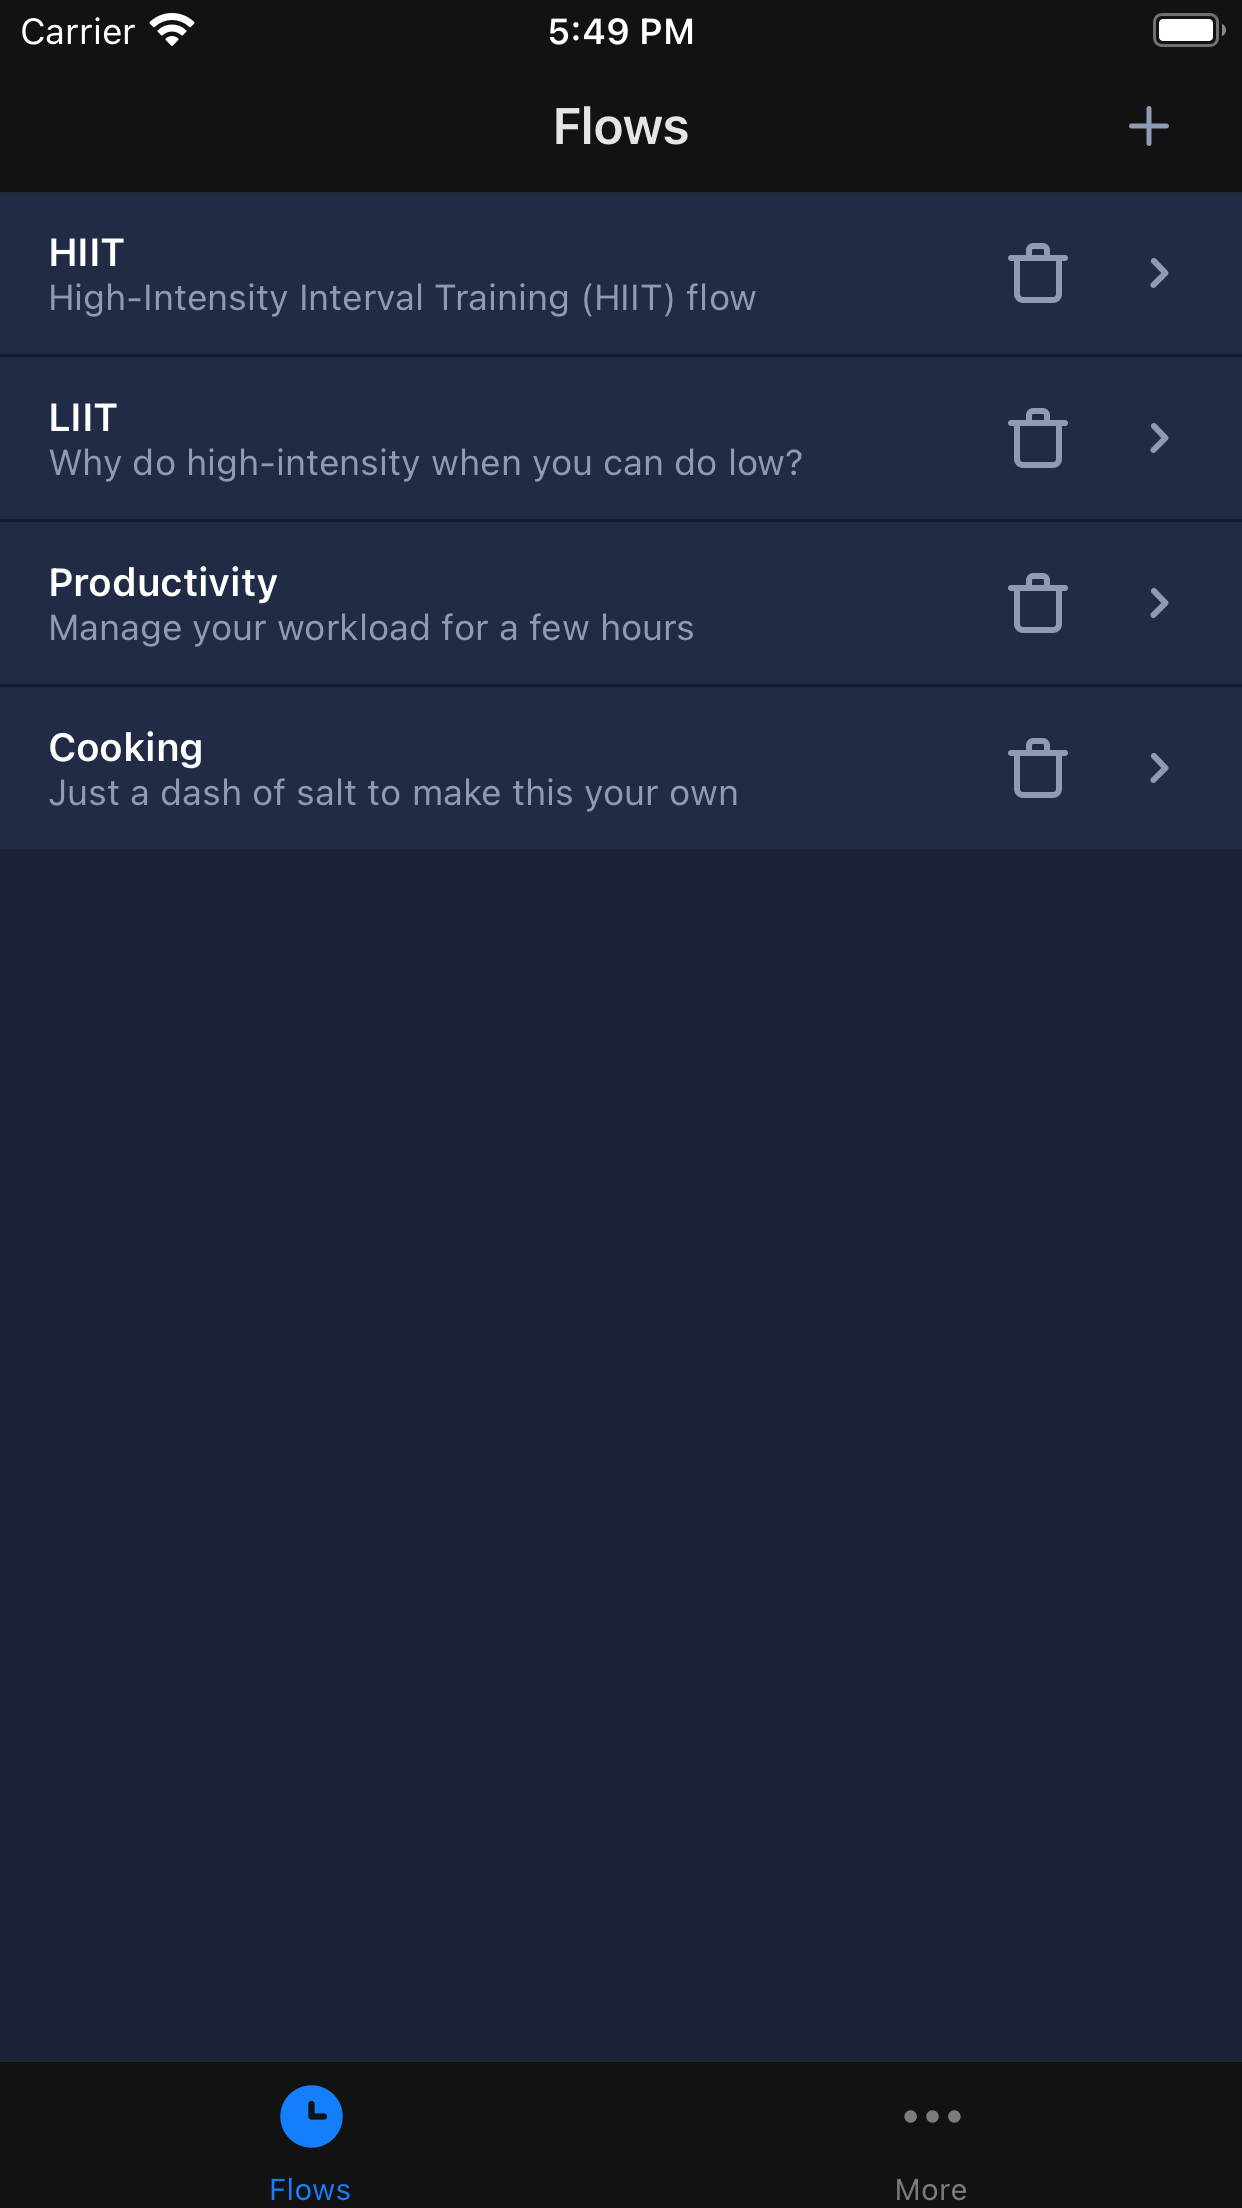 Carrier 5:49 PM
Flows
HIIT
High-Intensity Interval Training (HIIT) flow
LIIT
Why do high-intensity when you can do low?
Productivity
Manage your workload for a few hours
Cooking
Just a dash of salt to make this your own
Flows More